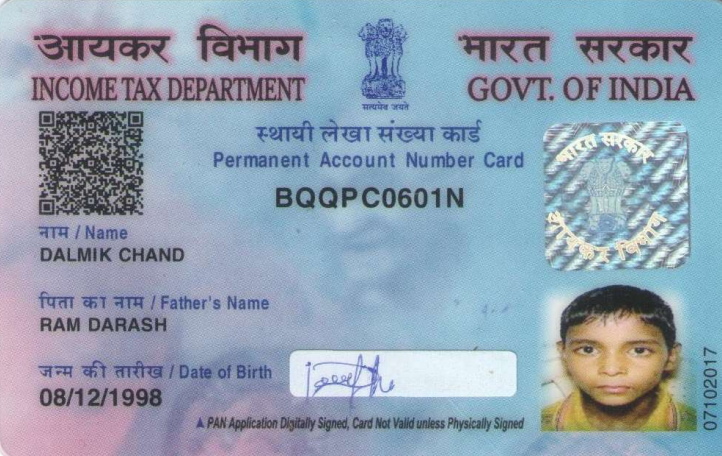 आयकर विभाग
INCOME TAX DEPARTMENT
सत्यमेव जयते
भारत सरकार
GOVT. OF INDIA
स्थायी लेखा संख्या कार्ड
Permanent Account Number Card
BQQPC0601N
भारत सरकार
आयकर विभाग
नाम / Name
DALMIK CHAND
पिता का नाम / Father's Name
RAM DARASH
जन्म की तारीख / Date of Birth
08/12/1998
PAN Application Digitally Signed, Card Not Valid unless Physically Signed
07102017